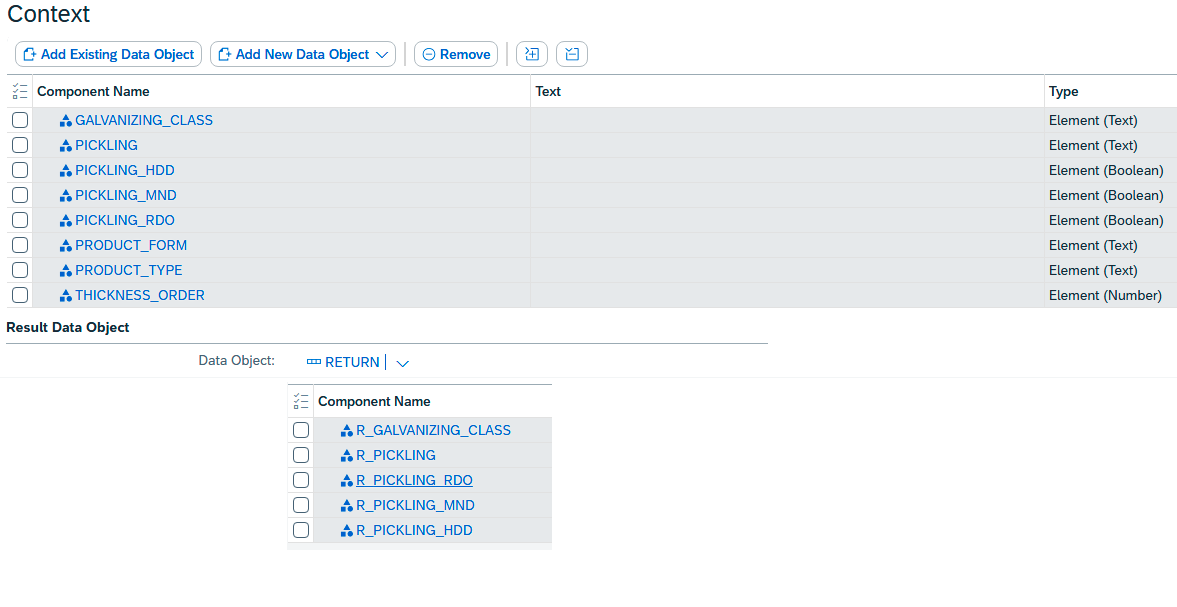 Context
Add Existing Data Object Add New Data Object Remove
Component Name Text Type
GALVANIZING_CLASS Element (Text)
PICKLING Element (Text)
PICKLING_HDD Element (Boolean)
PICKLING_MND Element (Boolean)
PICKLING_RDO Element (Boolean)
PRODUCT_FORM Element (Text)
PRODUCT_TYPE Element (Text)
THICKNESS_ORDER Element (Number)
Result Data Object
Data Object: RETURN
Component Name
R_GALVANIZING_CLASS
R_PICKLING
R_PICKLING_RDO
R_PICKLING_MND
R_PICKLING_HDD